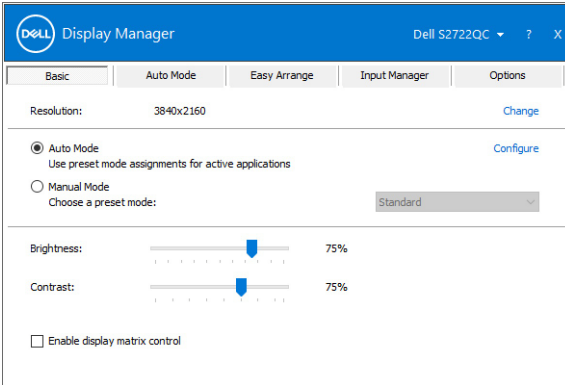 DELL Display Manager Dell S2722QC ? X
Basic Auto Mode Easy Arrange Input Manager Options
Resolution: 3840x2160 Change
Auto Mode Configure
Use preset mode assignments for active applications
Manual Mode
Choose a preset mode: Standard
Brightness: 75%
Contrast: 75%
Enable display matrix control